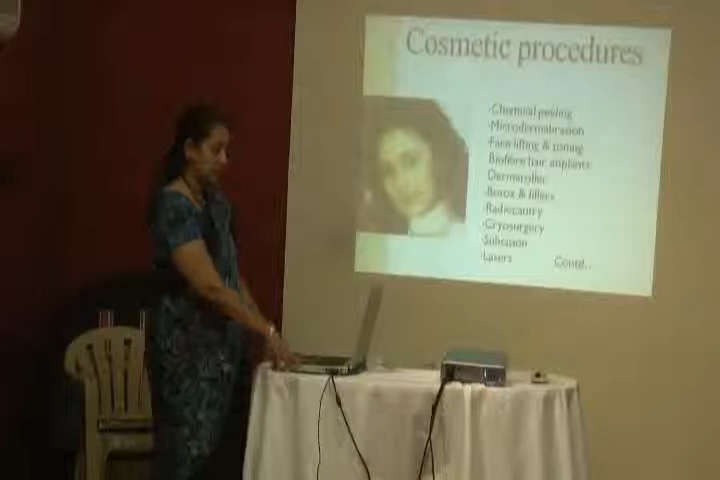 Cosmetic procedures
·Chemical peeling
·Microdermabrasion
·Face lifting & toning
Biofibre hair implants
Dermaroller
·Botox & fillers
·Radiocautry
·Cryosurgery
·Subcision
·Lasers Contd..